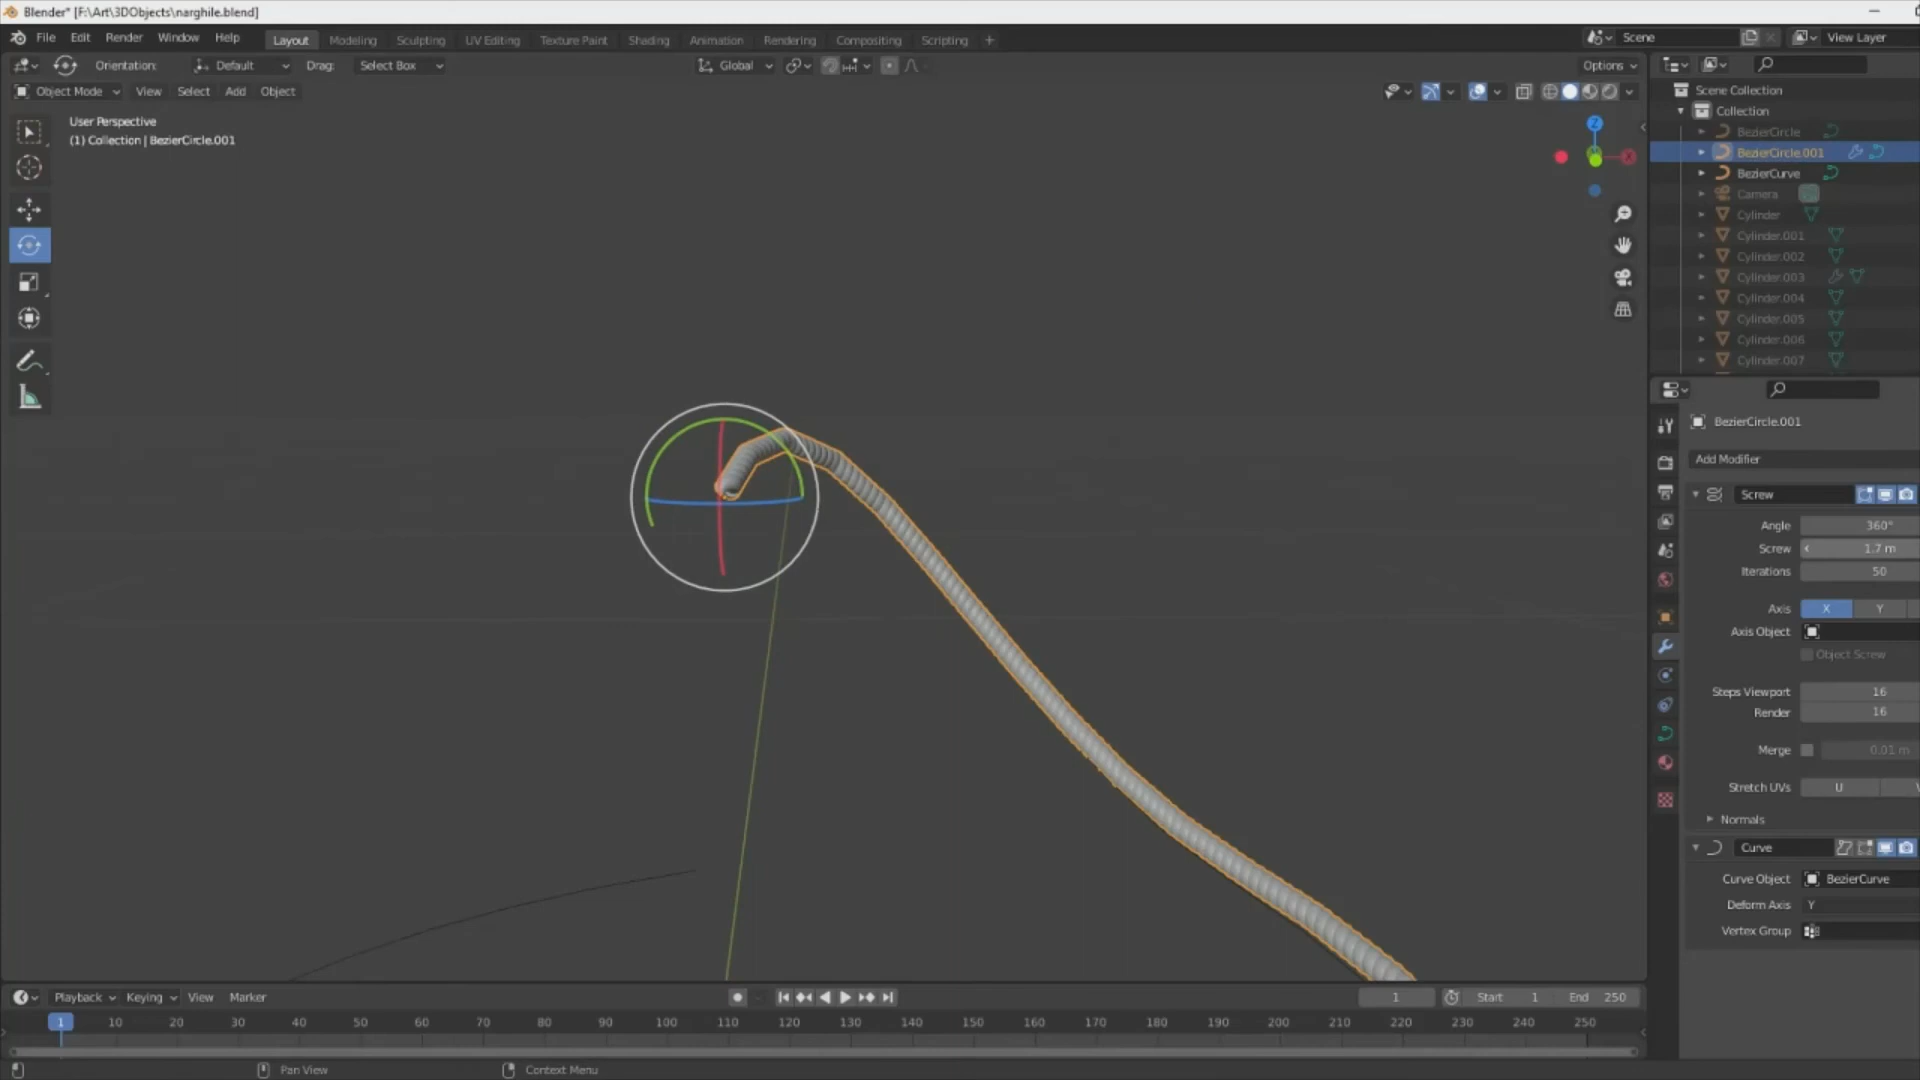 Blender* [F:\Art\3DObjects\narghile.blend]
File Edit Render Window Help Layout Modeling Sculpting UV Editing Texture Paint Shading Animation Rendering Compositing Scripting + Scene View Layer
Orientation: Default Drag: Select Box Global Options
Object Mode View Select Add Object
User Perspective
(1) Collection | BezierCircle.001
Z
X
Scene Collection
Collection
BezierCircle
BezierCircle.001
BezierCurve
Camera
Cylinder
Cylinder.001
Cylinder.002
Cylinder.003
Cylinder.004
Cylinder.005
Cylinder.006
Cylinder.007
BezierCircle.001
Add Modifier
Screw
Angle 360°
Screw 1.7 m
Iterations 50
Axis X Y
Axis Object
Object Screw
Steps Viewport 16
Render 16
Merge 0.01 m
Stretch UVs U V
Normals
Curve
Curve Object BezierCurve
Deform Axis Y
Vertex Group
Playback Keying View Marker 1 Start 1 End 250
1 10 20 30 40 50 60 70 80 90 100 110 120 130 140 150 160 170 180 190 200 210 220 230 240 250
Pan View Context Menu